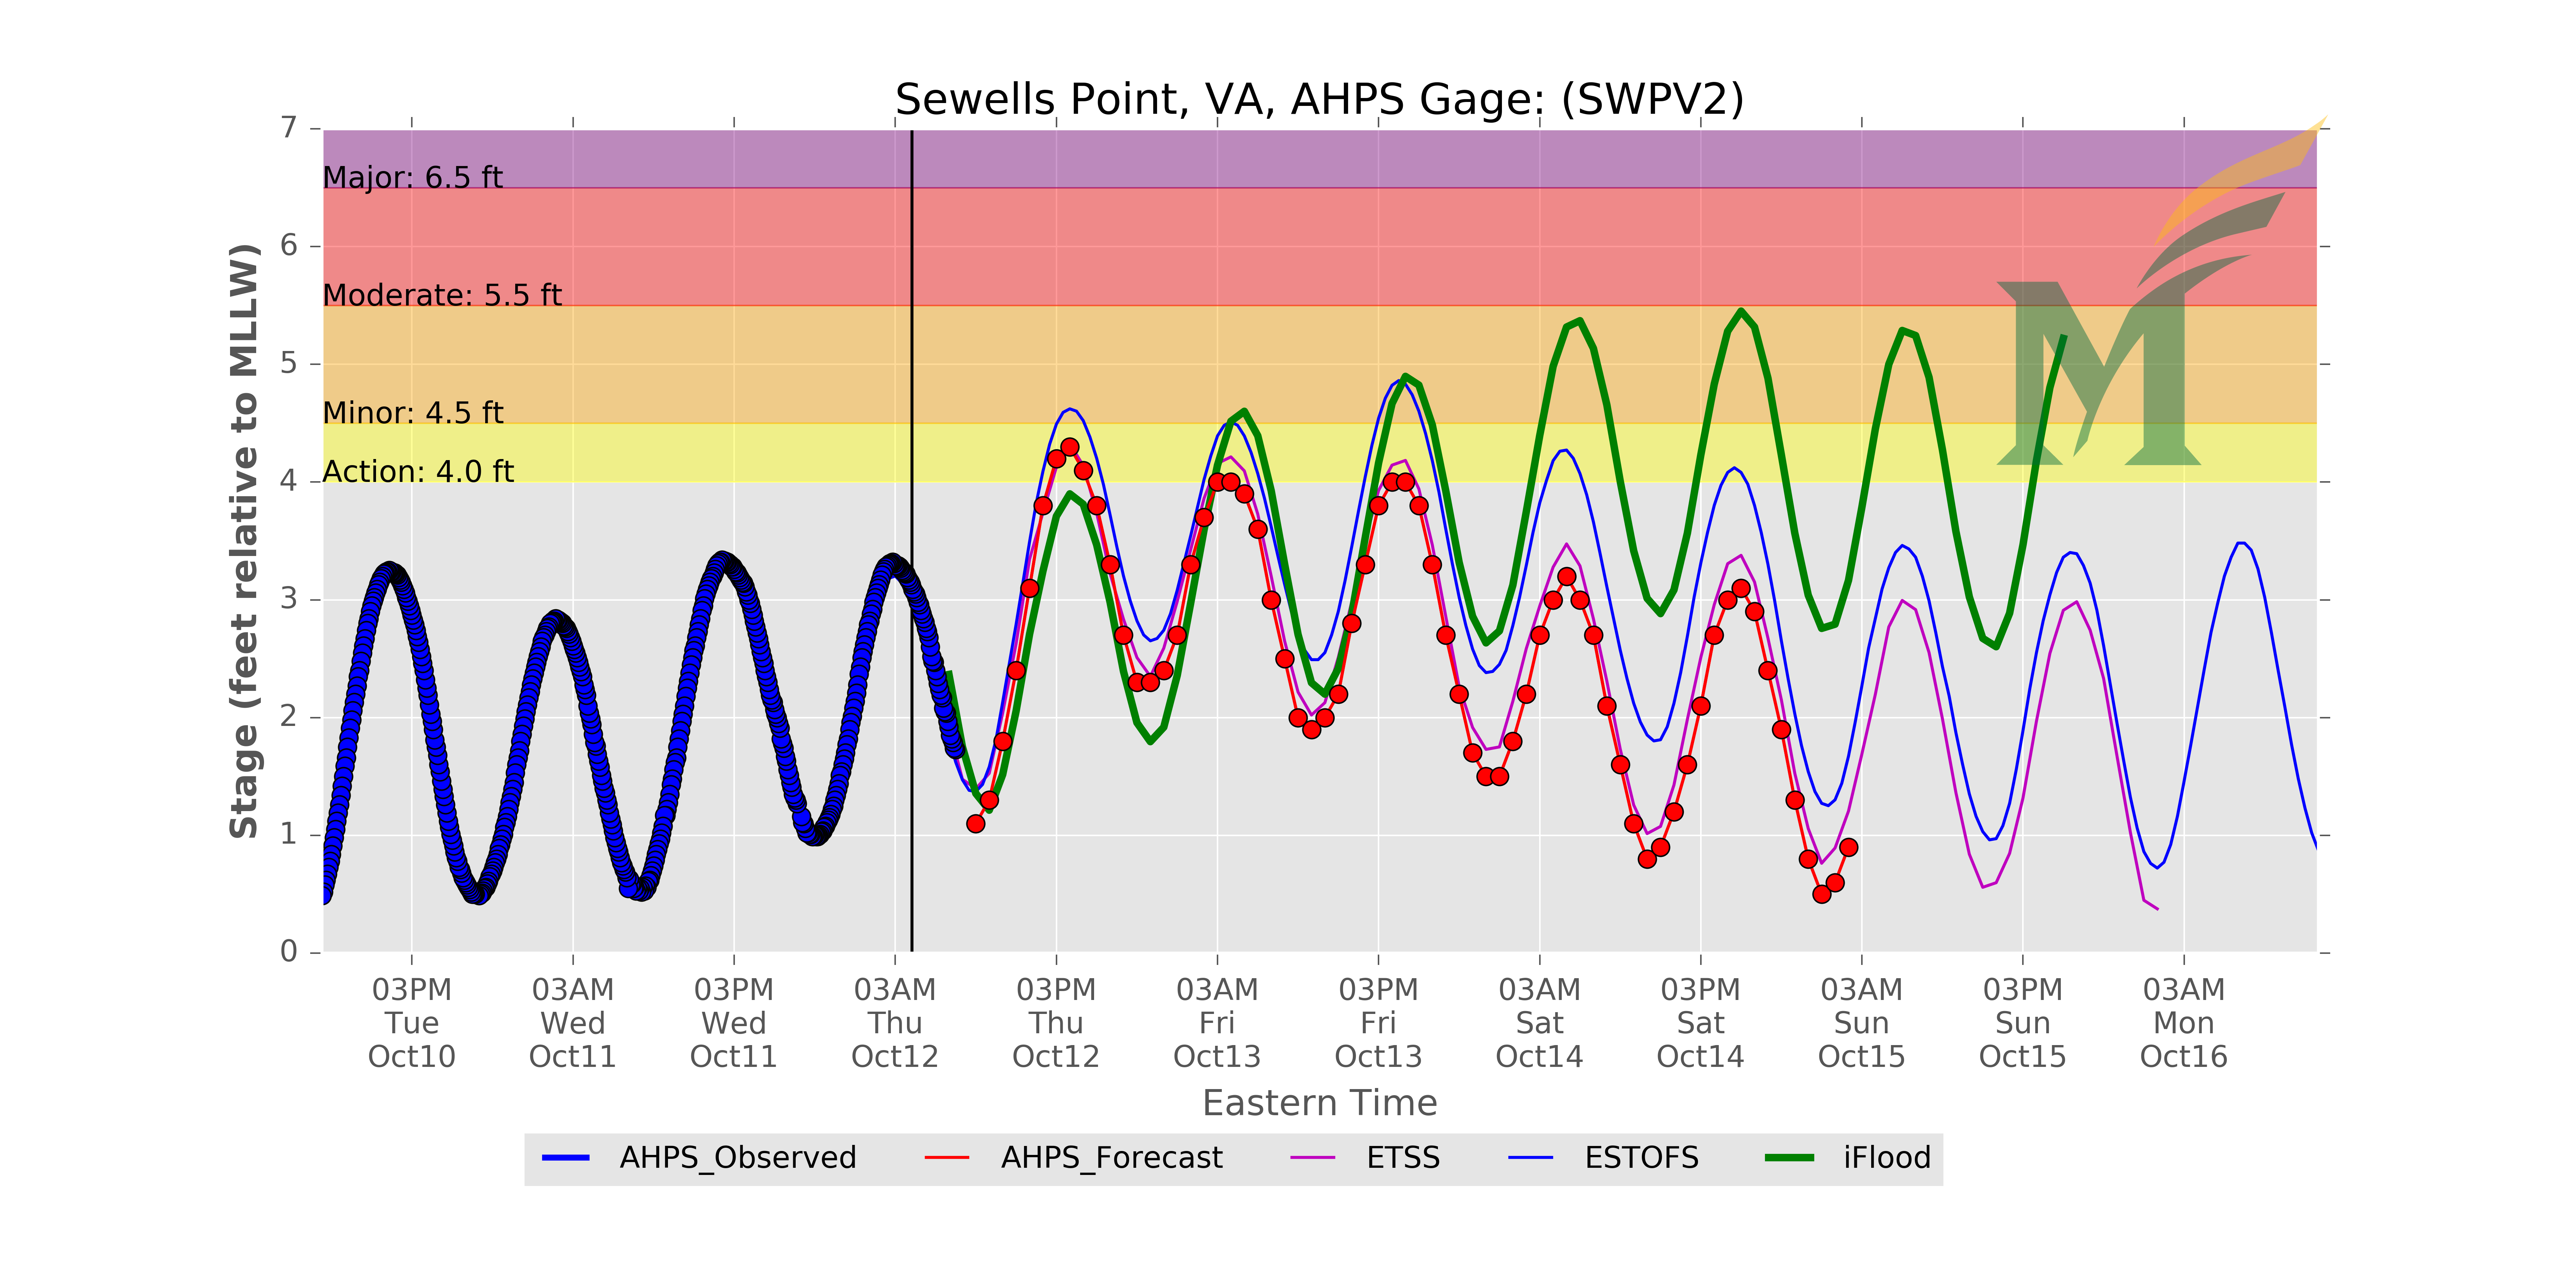 Sewells Point, VA, AHPS Gage: (SWPV2)
7
Major: 6.5 ft
6
Moderate: 5.5 ft
5
Minor: 4.5 ft
Action: 4.0 ft
4
3
2
1
0
Stage (feet relative to MLLW)
03PM 03AM 03PM 03AM 03PM 03AM 03PM 03AM 03PM 03AM 03PM 03AM
Tue Wed Wed Thu Thu Fri Fri Sat Sat Sun Sun Mon
Oct10 Oct11 Oct11 Oct12 Oct12 Oct13 Oct13 Oct14 Oct14 Oct15 Oct15 Oct16
Eastern Time
AHPS_Observed AHPS_Forecast ETSS ESTOFS iFlood
M